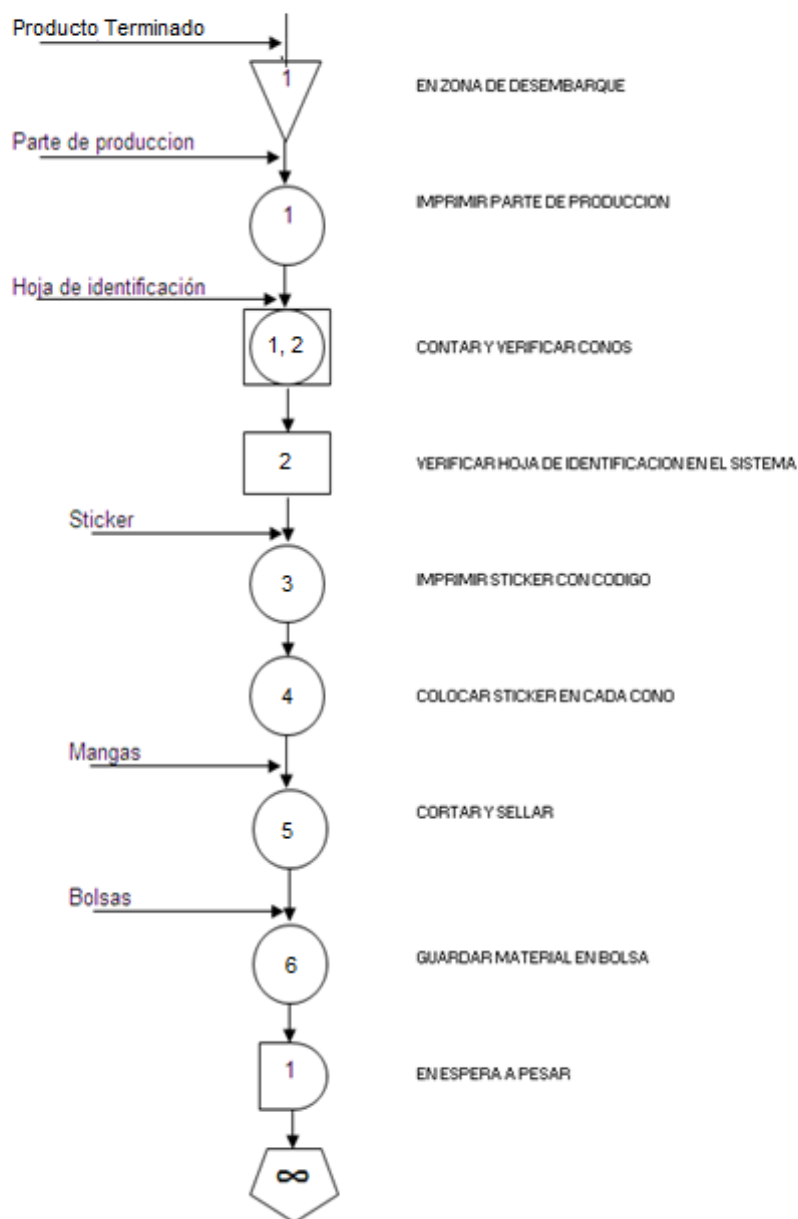 Producto Terminado
1
EN ZONA DE DESEMBARQUE
Parte de produccion
1
IMPRIMIR PARTE DE PRODUCCION
Hoja de identificación
1, 2
CONTAR Y VERIFICAR CONOS
2
VERIFICAR HOJA DE IDENTIFICACION EN EL SISTEMA
Sticker
3
IMPRIMIR STICKER CON CODIGO
4
COLOCAR STICKER EN CADA CONO
Mangas
5
CORTAR Y SELLAR
Bolsas
6
GUARDAR MATERIAL EN BOLSA
1
EN ESPERA A PESAR
∞